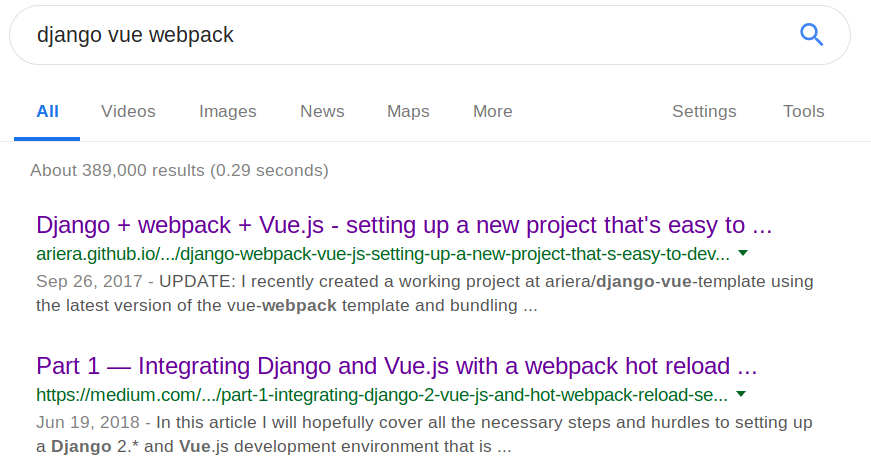 django vue webpack
All Videos Images News Maps More Settings Tools
About 389,000 results (0.29 seconds)
Django + webpack + Vue.js - setting up a new project that's easy to ...
ariera.github.io/.../django-webpack-vue-js-setting-up-a-new-project-that-s-easy-to-dev...
Sep 26, 2017 - UPDATE: I recently created a working project at ariera/django-vue-template using
the latest version of the vue-webpack template and bundling ...
Part 1 — Integrating Django and Vue.js with a webpack hot reload ...
https://medium.com/.../part-1-integrating-django-2-vue-js-and-hot-webpack-reload-se...
Jun 19, 2018 - In this article I will hopefully cover all the necessary steps and hurdles to setting up
a Django 2.* and Vue.js development environment that is ...